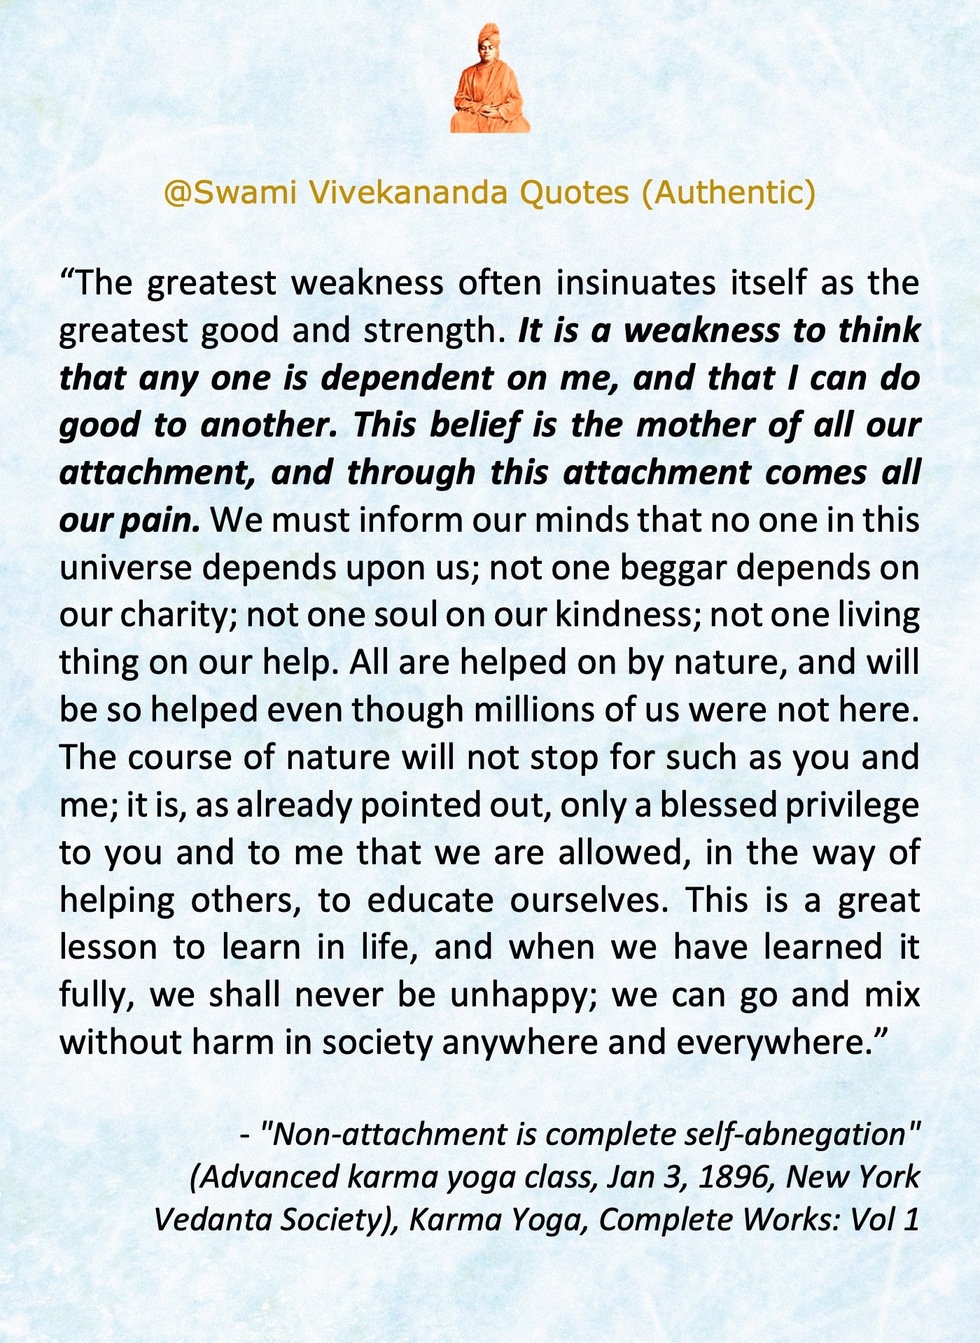 @Swami Vivekananda Quotes (Authentic)
“The greatest weakness often insinuates itself as the
greatest good and strength. It is a weakness to think
that any one is dependent on me, and that I can do
good to another. This belief is the mother of all our
attachment, and through this attachment comes all
our pain. We must inform our minds that no one in this
universe depends upon us; not one beggar depends on
our charity; not one soul on our kindness; not one living
thing on our help. All are helped on by nature, and will
be so helped even though millions of us were not here.
The course of nature will not stop for such as you and
me; it is, as already pointed out, only a blessed privilege
to you and to me that we are allowed, in the way of
helping others, to educate ourselves. This is a great
lesson to learn in life, and when we have learned it
fully, we shall never be unhappy; we can go and mix
without harm in society anywhere and everywhere.”
- "Non-attachment is complete self-abnegation"
(Advanced karma yoga class, Jan 3, 1896, New York
Vedanta Society), Karma Yoga, Complete Works: Vol 1